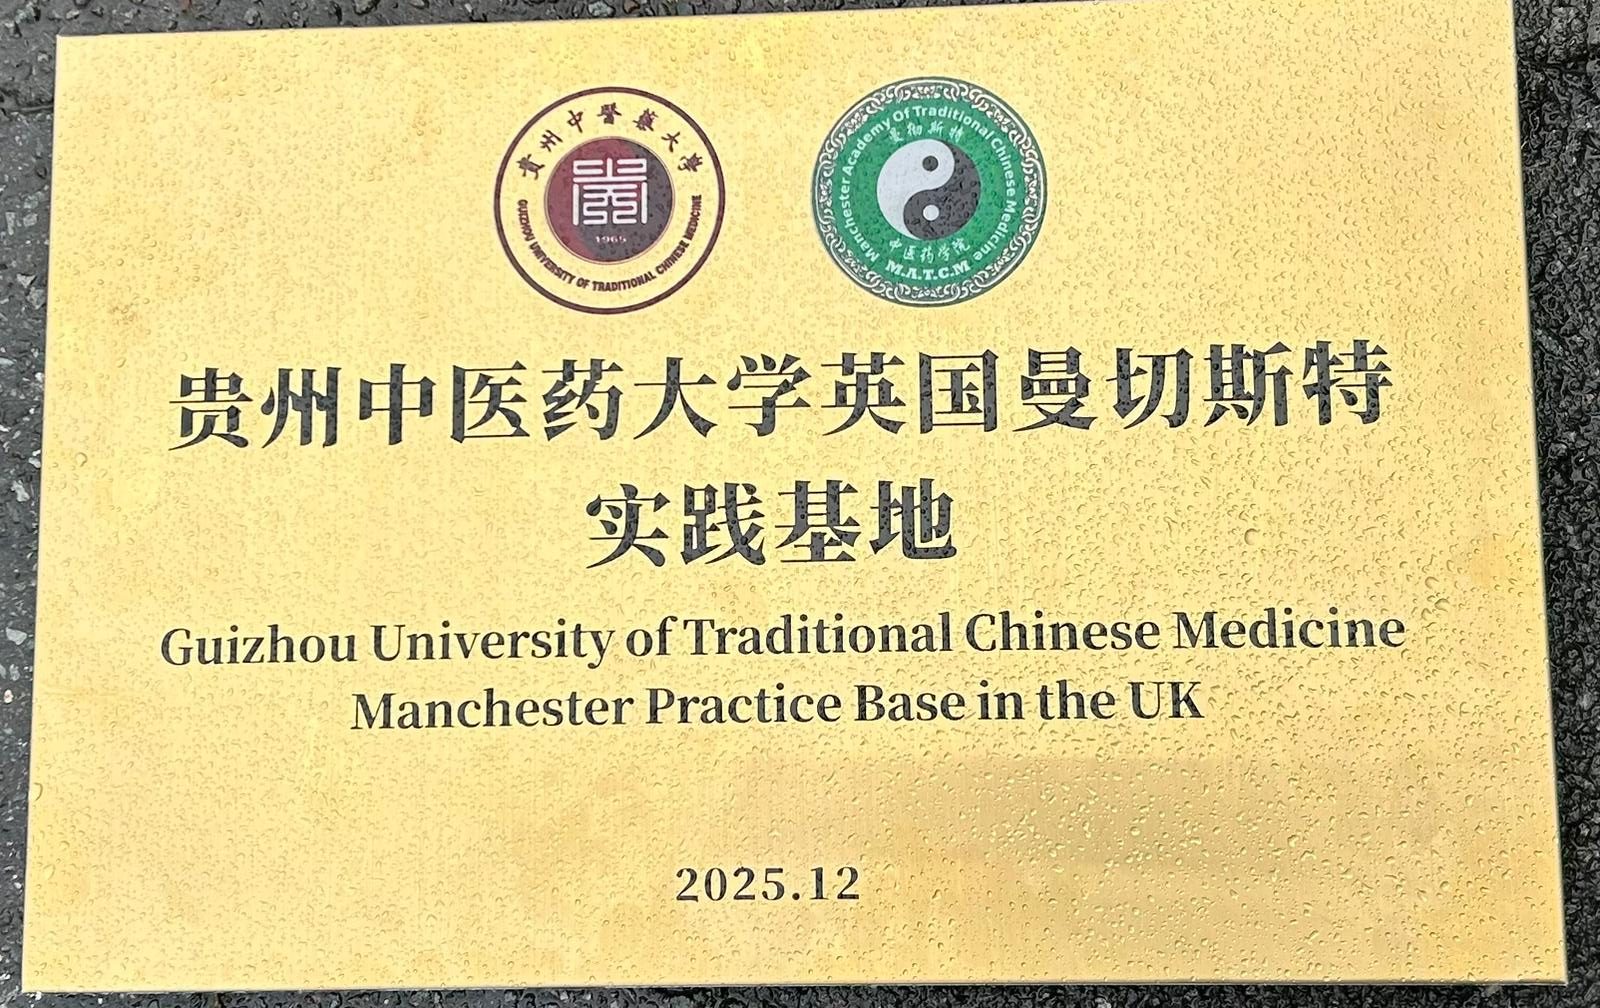 貴州中醫藥大學
GUIZHOU UNIVERSITY OF TRADITIONAL CHINESE MEDICINE
1965
Manchester Academy Of Traditional Chinese Medicine
曼彻斯特
中医药学院
M.A.T.C.M
贵州中医药大学英国曼切斯特
实践基地
Guizhou University of Traditional Chinese Medicine
Manchester Practice Base in the UK
2025.12